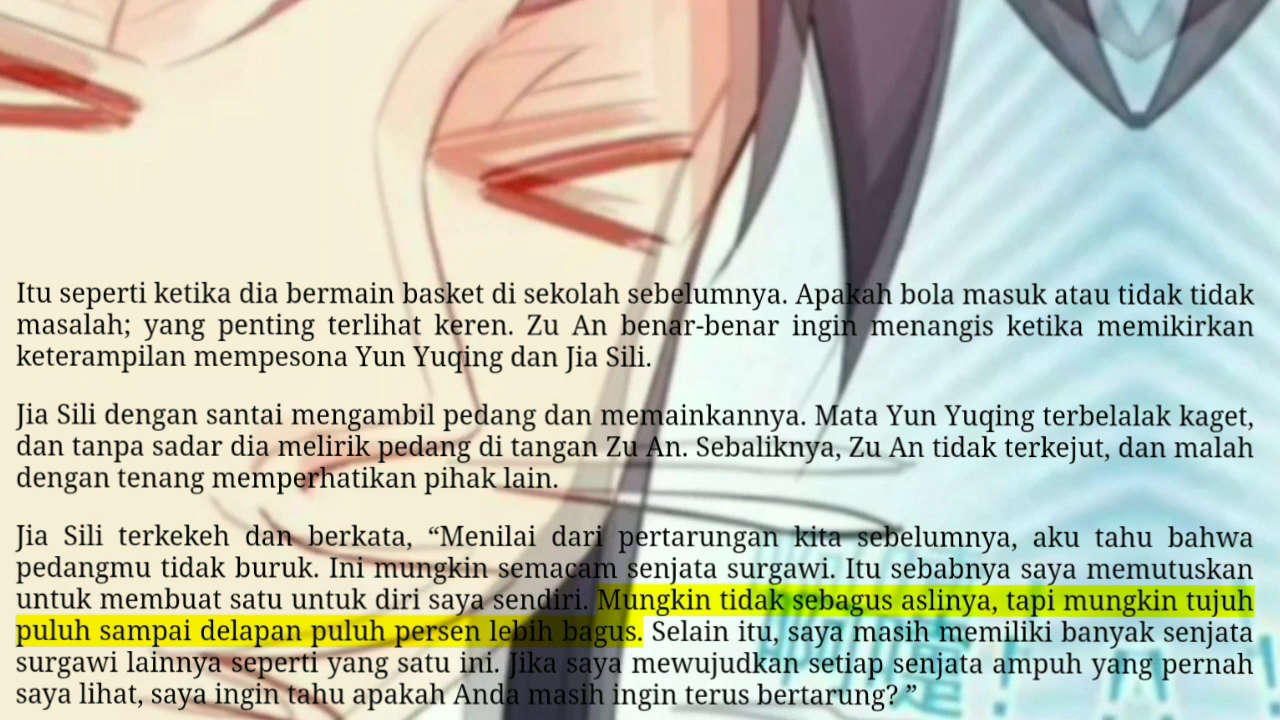 Itu seperti ketika dia bermain basket di sekolah sebelumnya. Apakah bola masuk atau tidak tidak
masalah; yang penting terlihat keren. Zu An benar-benar ingin menangis ketika memikirkan
keterampilan mempesona Yun Yuqing dan Jia Sili.
Jia Sili dengan santai mengambil pedang dan memainkannya. Mata Yun Yuqing terbelalak kaget,
dan tanpa sadar dia melirik pedang di tangan Zu An. Sebaliknya, Zu An tidak terkejut, dan malah
dengan tenang memperhatikan pihak lain.
Jia Sili terkekeh dan berkata, “Menilai dari pertarungan kita sebelumnya, aku tahu bahwa
pedangmu tidak buruk. Ini mungkin semacam senjata surgawi. Itu sebabnya saya memutuskan
untuk membuat satu untuk diri saya sendiri. Mungkin tidak sebagus aslinya, tapi mungkin tujuh
puluh sampai delapan puluh persen lebih bagus. Selain itu, saya masih memiliki banyak senjata
surgawi lainnya seperti yang satu ini. Jika saya mewujudkan setiap senjata ampuh yang pernah
saya lihat, saya ingin tahu apakah Anda masih ingin terus bertarung? ”